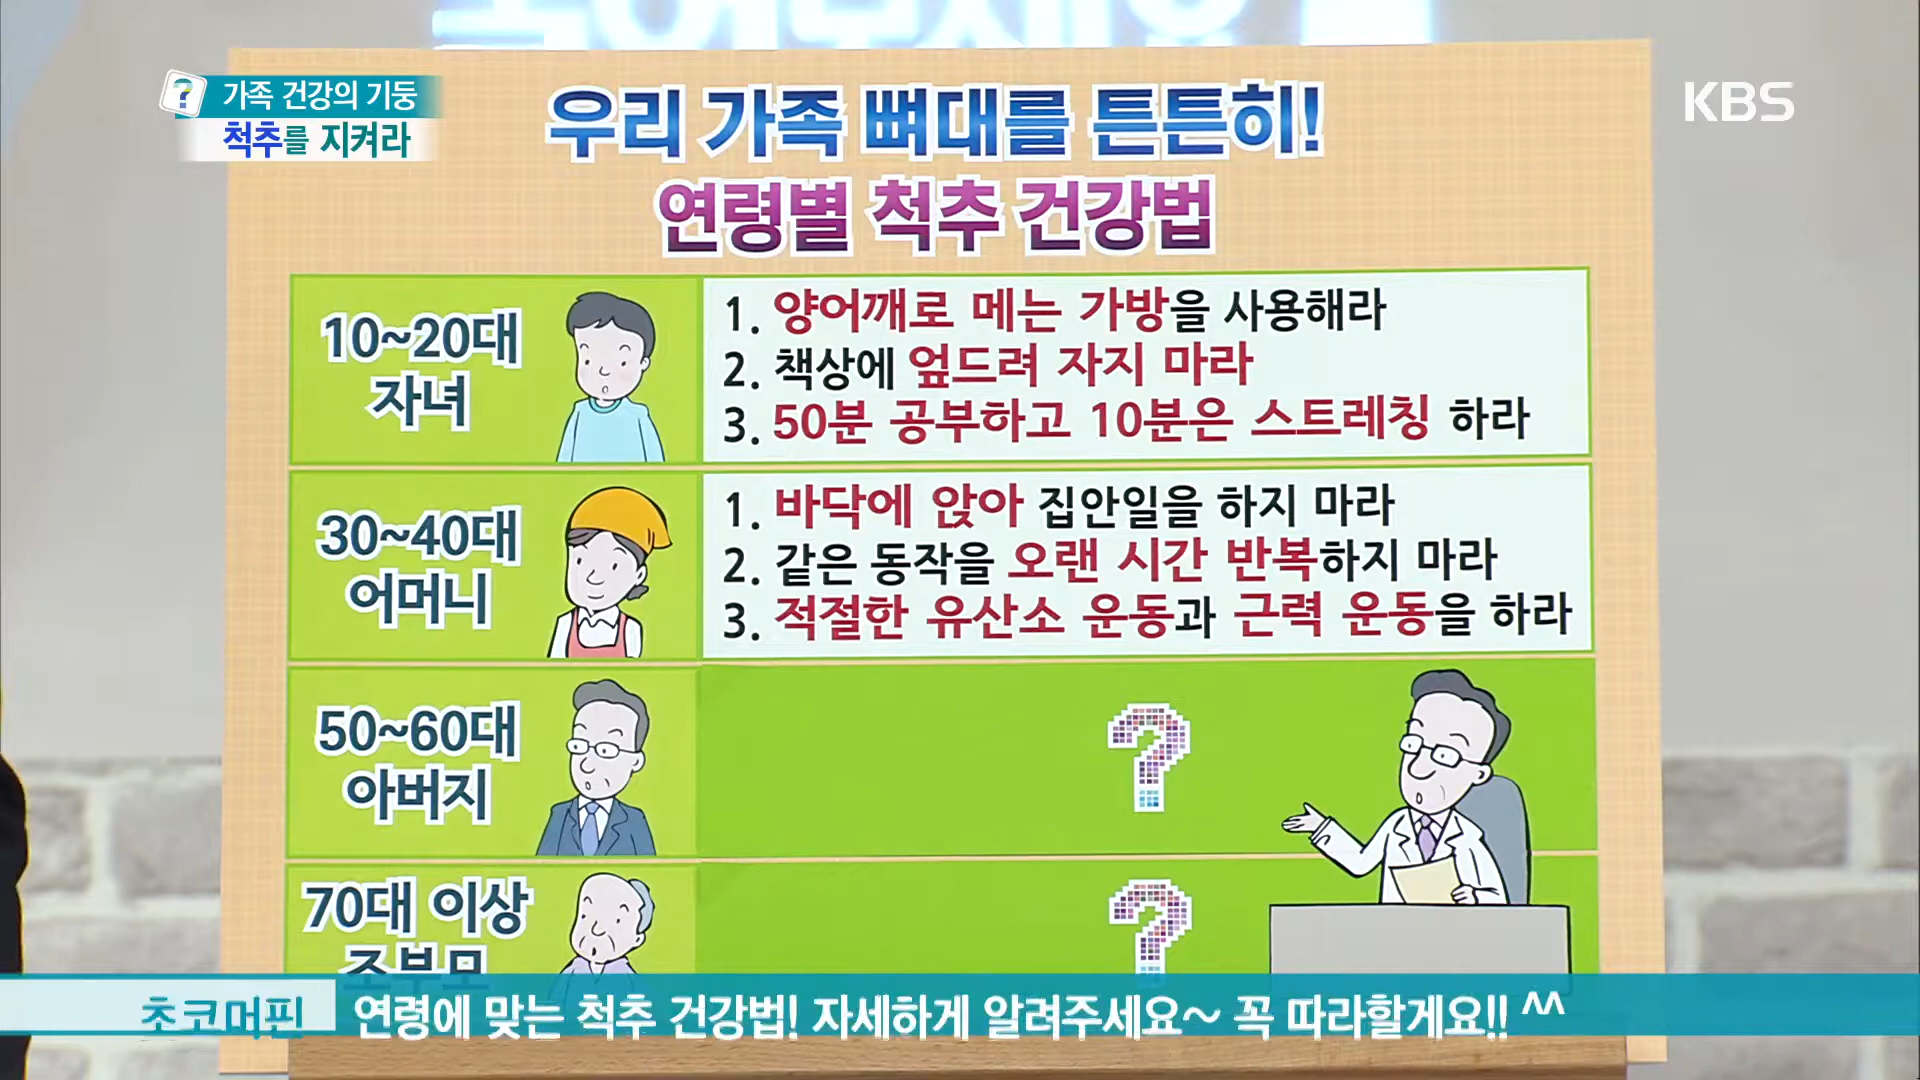 가족 건강의 기둥
척추를 지켜라
KBS
우리 가족 뼈대를 튼튼히!
연령별 척추 건강법
10~20대
자녀
1. 양어깨로 메는 가방을 사용해라
2. 책상에 엎드려 자지 마라
3. 50분 공부하고 10분은 스트레칭 하라
30~40대
어머니
1. 바닥에 앉아 집안일을 하지 마라
2. 같은 동작을 오랜 시간 반복하지 마라
3. 적절한 유산소 운동과 근력 운동을 하라
50~60대
아버지
?
70대 이상
조부모
?
초코머핀 연령에 맞는 척추 건강법! 자세하게 알려주세요~ 꼭 따라할게요!! ^^